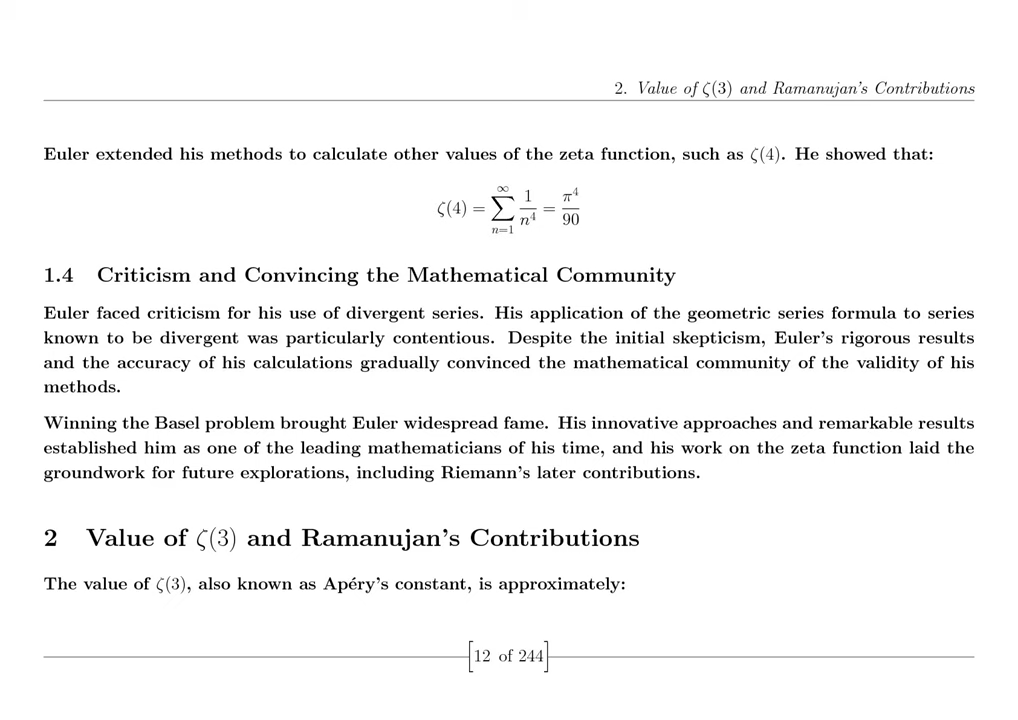 2. Value of ζ(3) and Ramanujan's Contributions
Euler extended his methods to calculate other values of the zeta function, such as ζ(4). He showed that:
ζ(4) = ∑_{n=1}^{∞} 1/n^4 = π^4/90
1.4 Criticism and Convincing the Mathematical Community
Euler faced criticism for his use of divergent series. His application of the geometric series formula to series
known to be divergent was particularly contentious. Despite the initial skepticism, Euler's rigorous results
and the accuracy of his calculations gradually convinced the mathematical community of the validity of his
methods.
Winning the Basel problem brought Euler widespread fame. His innovative approaches and remarkable results
established him as one of the leading mathematicians of his time, and his work on the zeta function laid the
groundwork for future explorations, including Riemann's later contributions.
2 Value of ζ(3) and Ramanujan's Contributions
The value of ζ(3), also known as Apéry's constant, is approximately:
[12 of 244]